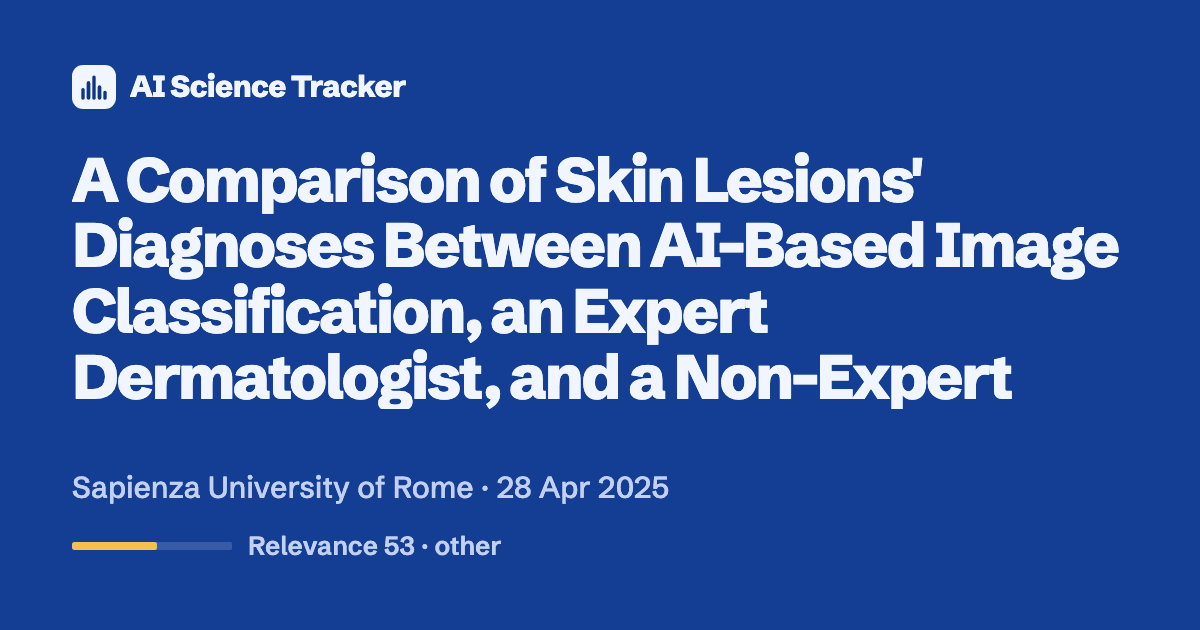 AI Science Tracker
A Comparison of Skin Lesions'
Diagnoses Between AI-Based Image
Classification, an Expert
Dermatologist, and a Non-Expert
Sapienza University of Rome · 28 Apr 2025
Relevance 53 · other